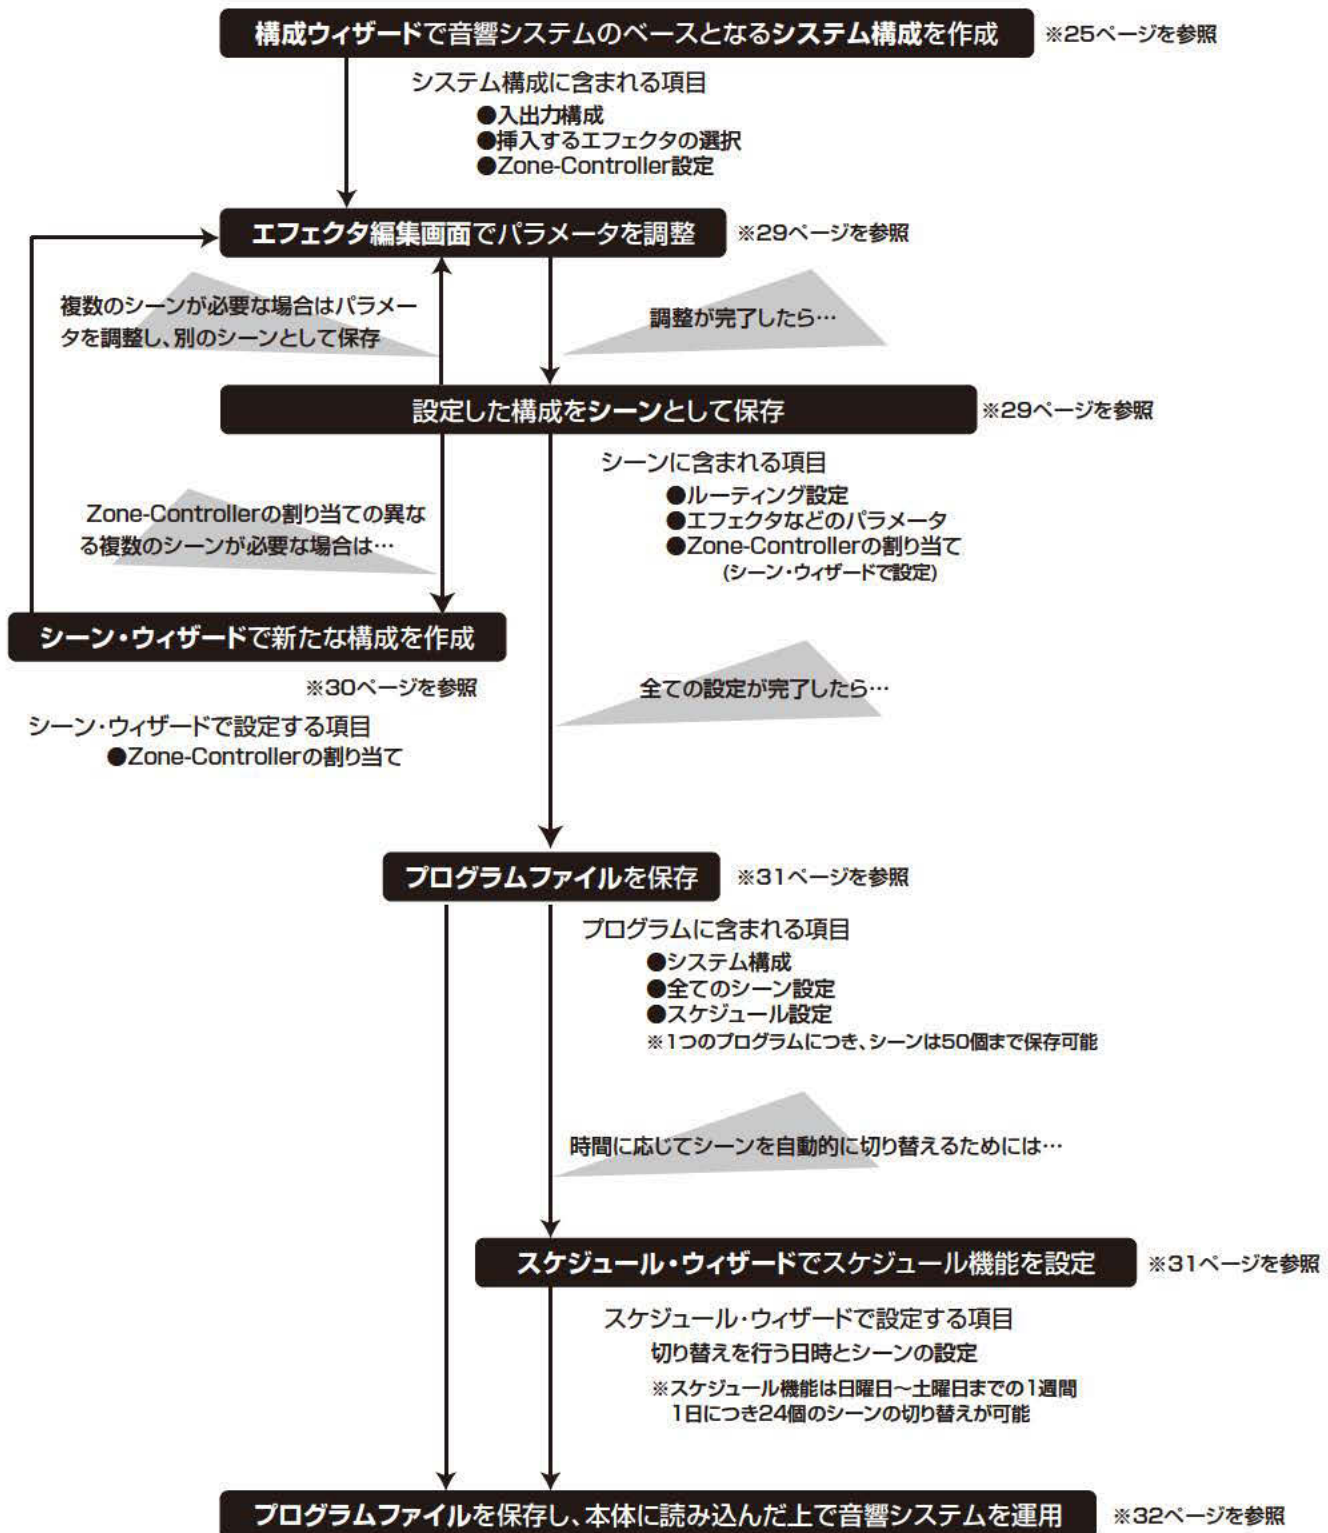 構成ウィザードで音響システムのベースとなるシステム構成を作成 ※25ページを参照
システム構成に含まれる項目
●入出力構成
●挿入するエフェクタの選択
●Zone-Controller設定
エフェクタ編集画面でパラメータを調整 ※29ページを参照
複数のシーンが必要な場合はパラメー
タを調整し、別のシーンとして保存
調整が完了したら…
設定した構成をシーンとして保存 ※29ページを参照
シーンに含まれる項目
●ルーティング設定
●エフェクタなどのパラメータ
●Zone-Controllerの割り当て
(シーン・ウィザードで設定)
Zone-Controllerの割り当ての異な
る複数のシーンが必要な場合は…
シーン・ウィザードで新たな構成を作成
※30ページを参照
シーン・ウィザードで設定する項目
●Zone-Controllerの割り当て
全ての設定が完了したら…
プログラムファイルを保存 ※31ページを参照
プログラムに含まれる項目
●システム構成
●全てのシーン設定
●スケジュール設定
※1つのプログラムにつき、シーンは50個まで保存可能
時間に応じてシーンを自動的に切り替えるためには…
スケジュール・ウィザードでスケジュール機能を設定 ※31ページを参照
スケジュール・ウィザードで設定する項目
切り替えを行う日時とシーンの設定
※スケジュール機能は日曜日～土曜日までの1週間
1日につき24個のシーンの切り替えが可能
プログラムファイルを保存し、本体に読み込んだ上で音響システムを運用 ※32ページを参照